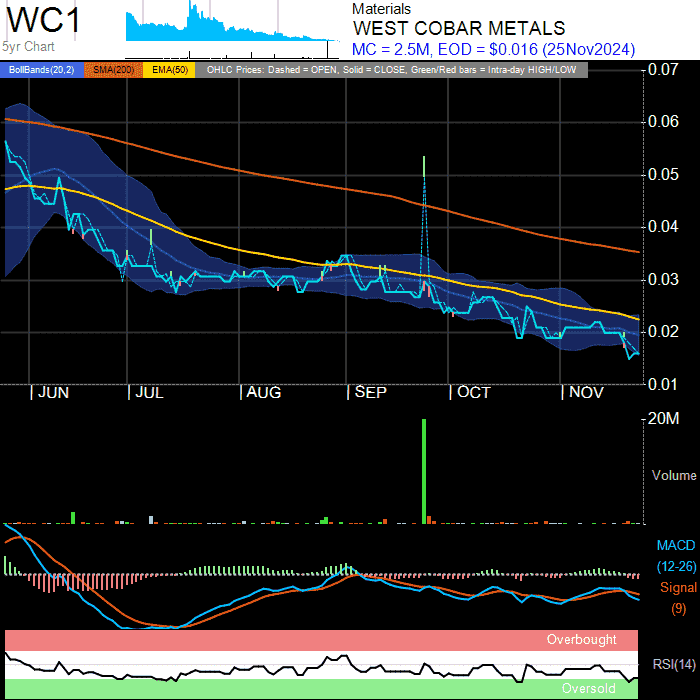 WC1
5yr Chart
Materials
WEST COBAR METALS
MC = 2.5M, EOD = $0.016 (25Nov2024)
BollBands(20,2) SMA(200) EMA(50) OHLC Prices: Dashed = OPEN, Solid = CLOSE, Green/Red bars = Intra-day HIGH/LOW
0.07
0.06
0.05
0.04
0.03
0.02
0.01
JUN JUL AUG SEP OCT NOV
20M
Volume
MACD
(12-26)
Signal
(9)
Overbought
RSI(14)
Oversold